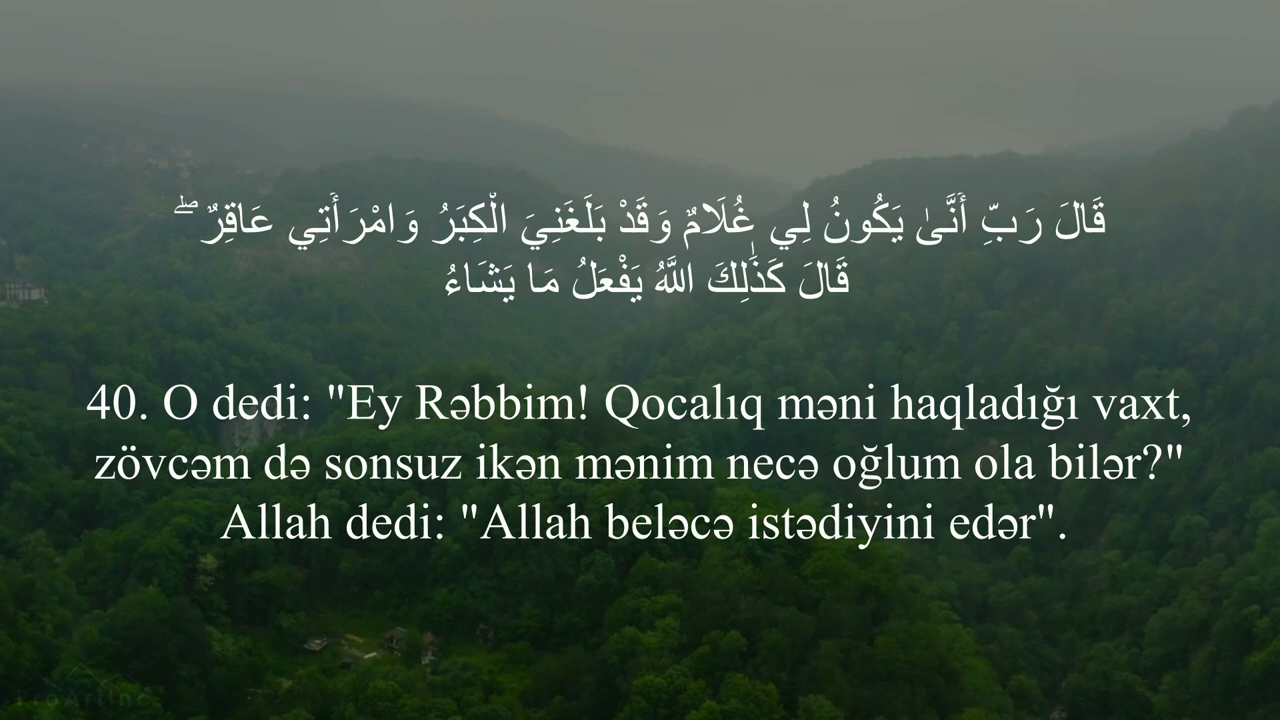 قَالَ رَبِّ أَنَّىٰ يَكُونُ لِي غُلَامٌ وَقَدْ بَلَغَنِيَ الْكِبَرُ وَامْرَأَتِي عَاقِرٌ ۖ
قَالَ كَذَٰلِكَ اللَّهُ يَفْعَلُ مَا يَشَاءُ
40. O dedi: "Ey Rəbbim! Qocalıq məni haqladığı vaxt,
zövcəm də sonsuz ikən mənim necə oğlum ola bilər?"
Allah dedi: "Allah beləcə istədiyini edər".